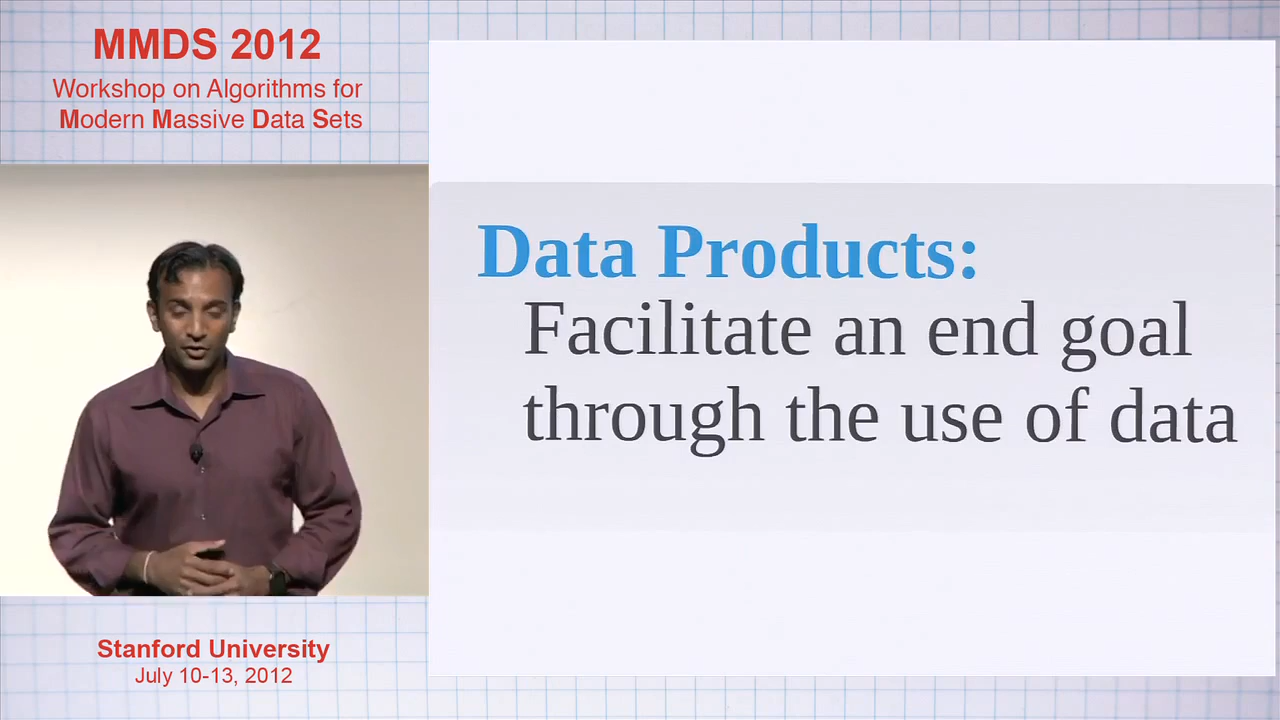 MMDS 2012
Workshop on Algorithms for
Modern Massive Data Sets
Data Products:
Facilitate an end goal
through the use of data
Stanford University
July 10-13, 2012